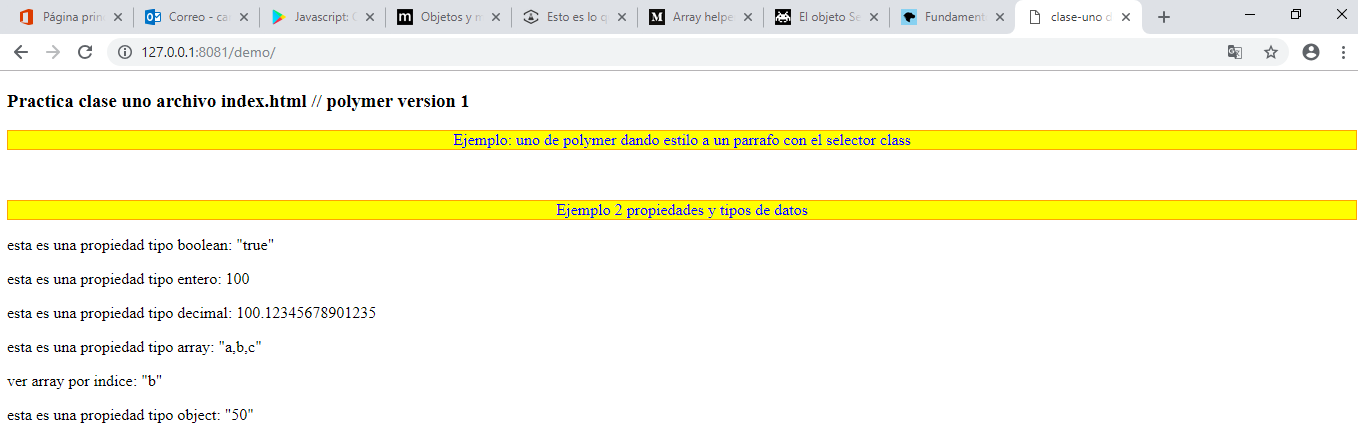 Página prin
Correo - ca
Javascript: 
Objetos y m
Esto es lo q
Array helpe
El objeto Se
Fundament
clase-uno d
127.0.0.1:8081/demo/
Practica clase uno archivo index.html // polymer version 1
Ejemplo: uno de polymer dando estilo a un parrafo con el selector class
Ejemplo 2 propiedades y tipos de datos
esta es una propiedad tipo boolean: "true"
esta es una propiedad tipo entero: 100
esta es una propiedad tipo decimal: 100.12345678901235
esta es una propiedad tipo array: "a,b,c"
ver array por indice: "b"
esta es una propiedad tipo object: "50"